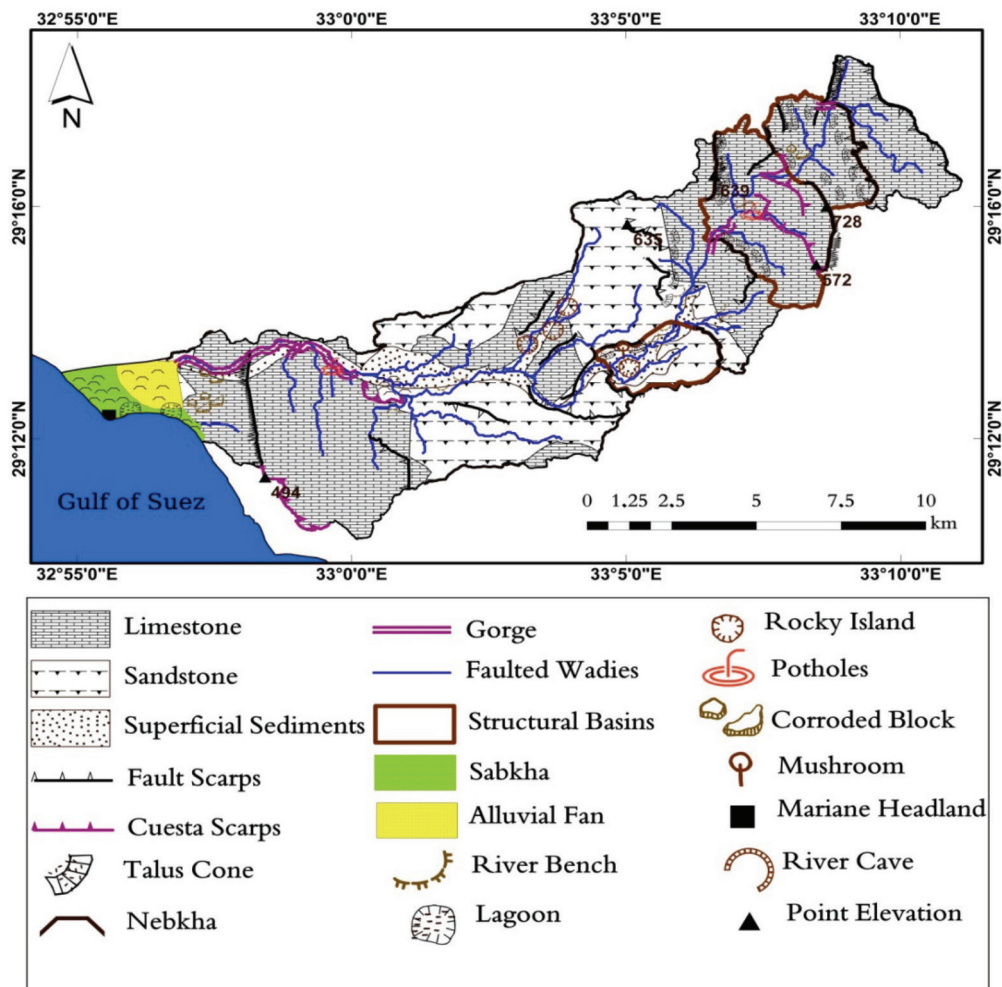 32°55'0"E 33°0'0"E 33°5'0"E 33°10'0"E
N
29°16'0"N
29°16'0"N
639
728
635
572
29°12'0"N
29°12'0"N
494
Gulf of Suez
0 1.25 2.5 5 7.5 10
km
32°55'0"E 33°0'0"E 33°5'0"E 33°10'0"E
Limestone
Sandstone
Superficial Sediments
Fault Scarps
Cuesta Scarps
Talus Cone
Nebkha
Gorge
Faulted Wadies
Structural Basins
Sabkha
Alluvial Fan
River Bench
Lagoon
Rocky Island
Potholes
Corroded Block
Mushroom
Mariane Headland
River Cave
Point Elevation